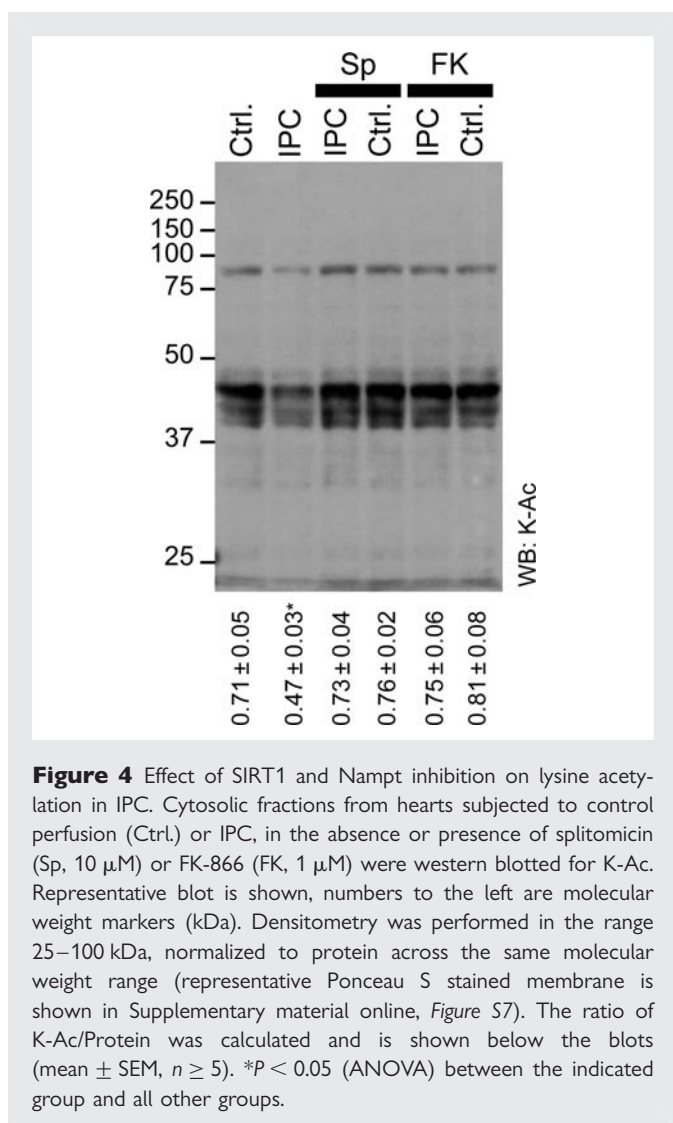 Sp FK
Ctrl. IPC IPC Ctrl. IPC Ctrl.
250
150
100
75
50
37
25
WB: K-Ac
0.71 ± 0.05 0.47 ± 0.03* 0.73 ± 0.04 0.76 ± 0.02 0.75 ± 0.06 0.81 ± 0.08
Figure 4 Effect of SIRT1 and Nampt inhibition on lysine acety-
lation in IPC. Cytosolic fractions from hearts subjected to control
perfusion (Ctrl.) or IPC, in the absence or presence of splitomicin
(Sp, 10 μM) or FK-866 (FK, 1 μM) were western blotted for K-Ac.
Representative blot is shown, numbers to the left are molecular
weight markers (kDa). Densitometry was performed in the range
25–100 kDa, normalized to protein across the same molecular
weight range (representative Ponceau S stained membrane is
shown in Supplementary material online, Figure S7). The ratio of
K-Ac/Protein was calculated and is shown below the blots
(mean ± SEM, n ≥ 5). *P < 0.05 (ANOVA) between the indicated
group and all other groups.